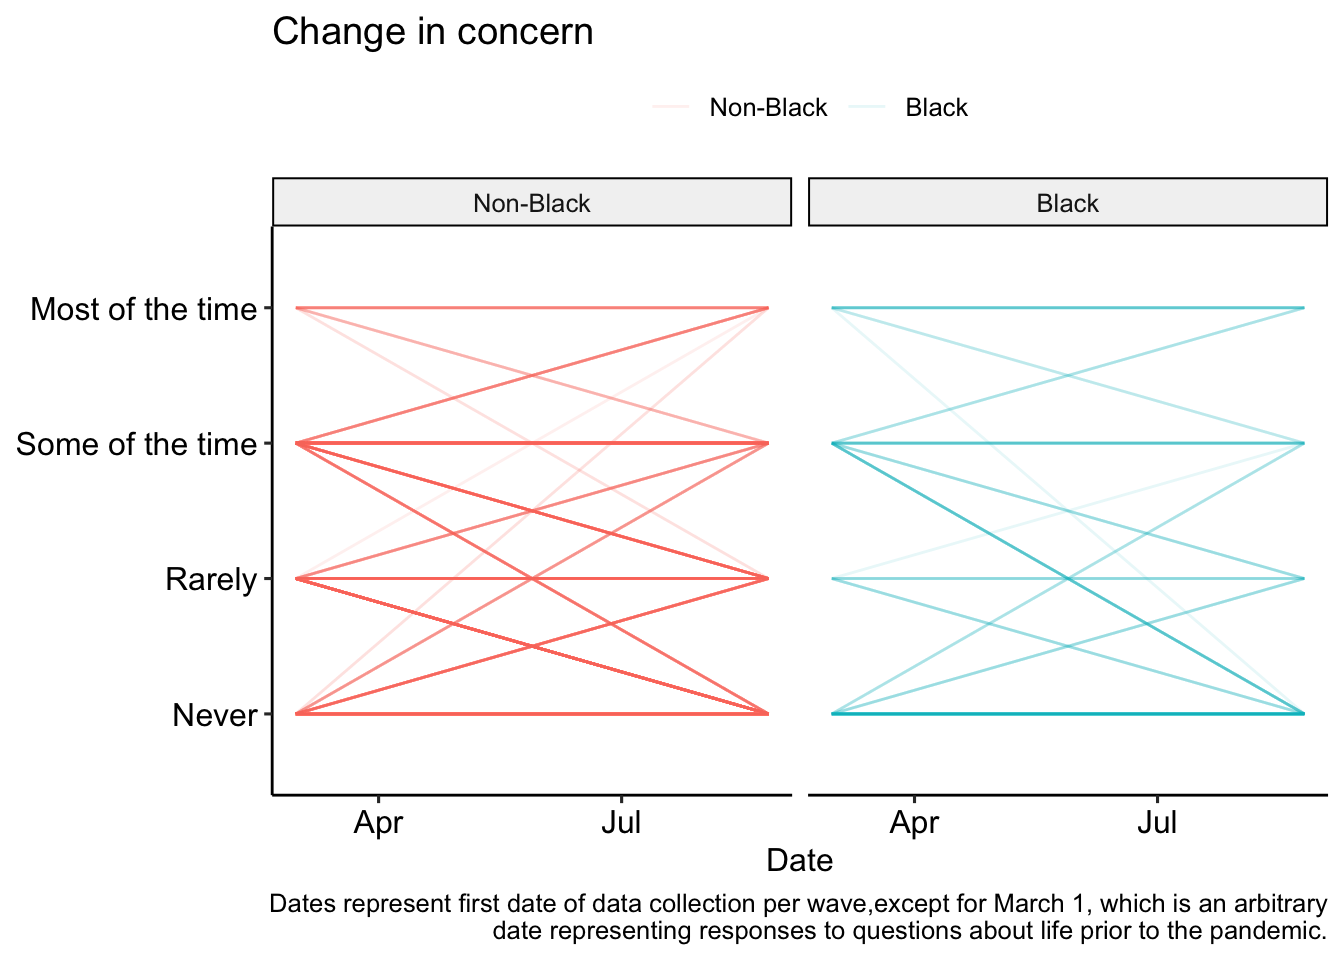 Change in concern
Non-Black
Black
Non-Black
Black
Most of the time
Some of the time
Rarely
Never
Apr
Jul
Apr
Jul
Date
Dates represent first date of data collection per wave,except for March 1, which is an arbitrary
date representing responses to questions about life prior to the pandemic.